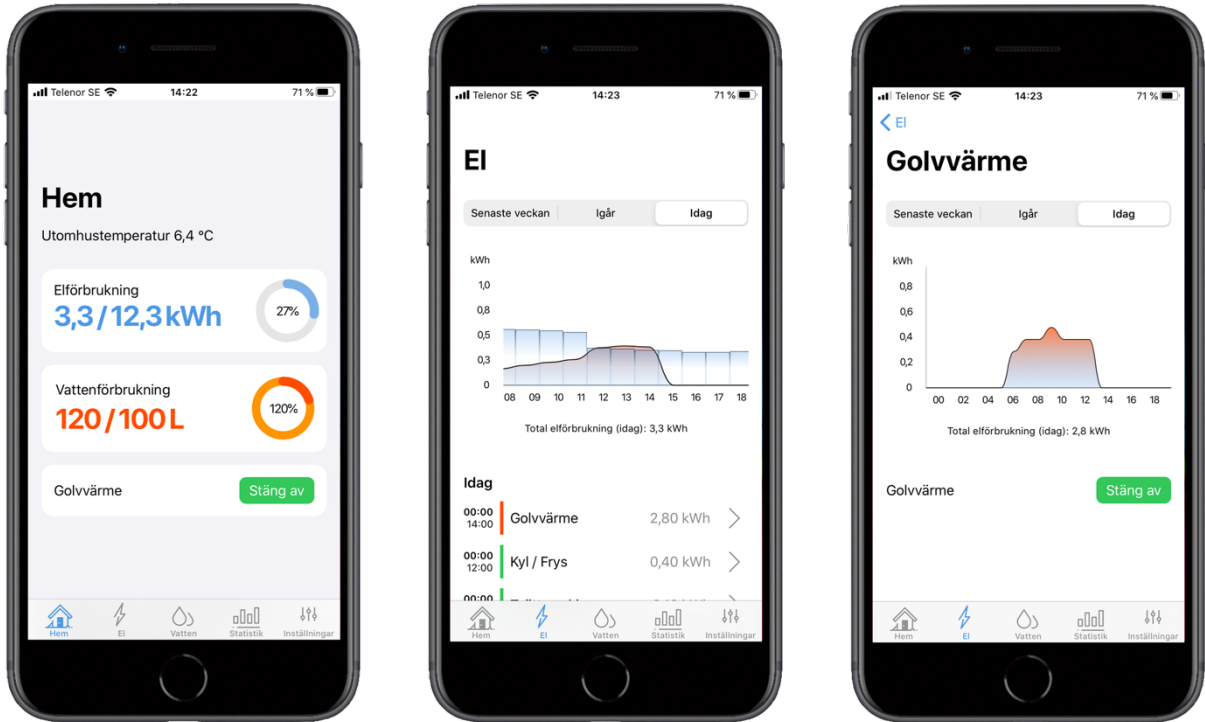 Telenor SE 14:22 71 %
Hem
Utomhustemperatur 6,4 °C
Elförbrukning
3,3 / 12,3 kWh
27%
Vattenförbrukning
120 / 100 L
120%
Golvvärme Stäng av
Hem El Vatten Statistik Inställningar
Telenor SE 14:23 71 %
El
Senaste veckan Igår Idag
kWh
1,0
0,8
0,5
0,3
0
08 09 10 11 12 13 14 15 16 17 18
Total elförbrukning (idag): 3,3 kWh
Idag
00:00
14:00
Golvvärme 2,80 kWh
00:00
12:00
Kyl / Frys 0,40 kWh
00:00
Hem El Vatten Statistik Inställningar
Telenor SE 14:23 71 %
El
Golvvärme
Senaste veckan Igår Idag
kWh
0,8
0,6
0,4
0,2
0
00 02 04 06 08 10 12 14 16 18
Total elförbrukning (idag): 2,8 kWh
Golvvärme Stäng av
Hem El Vatten Statistik Inställningar